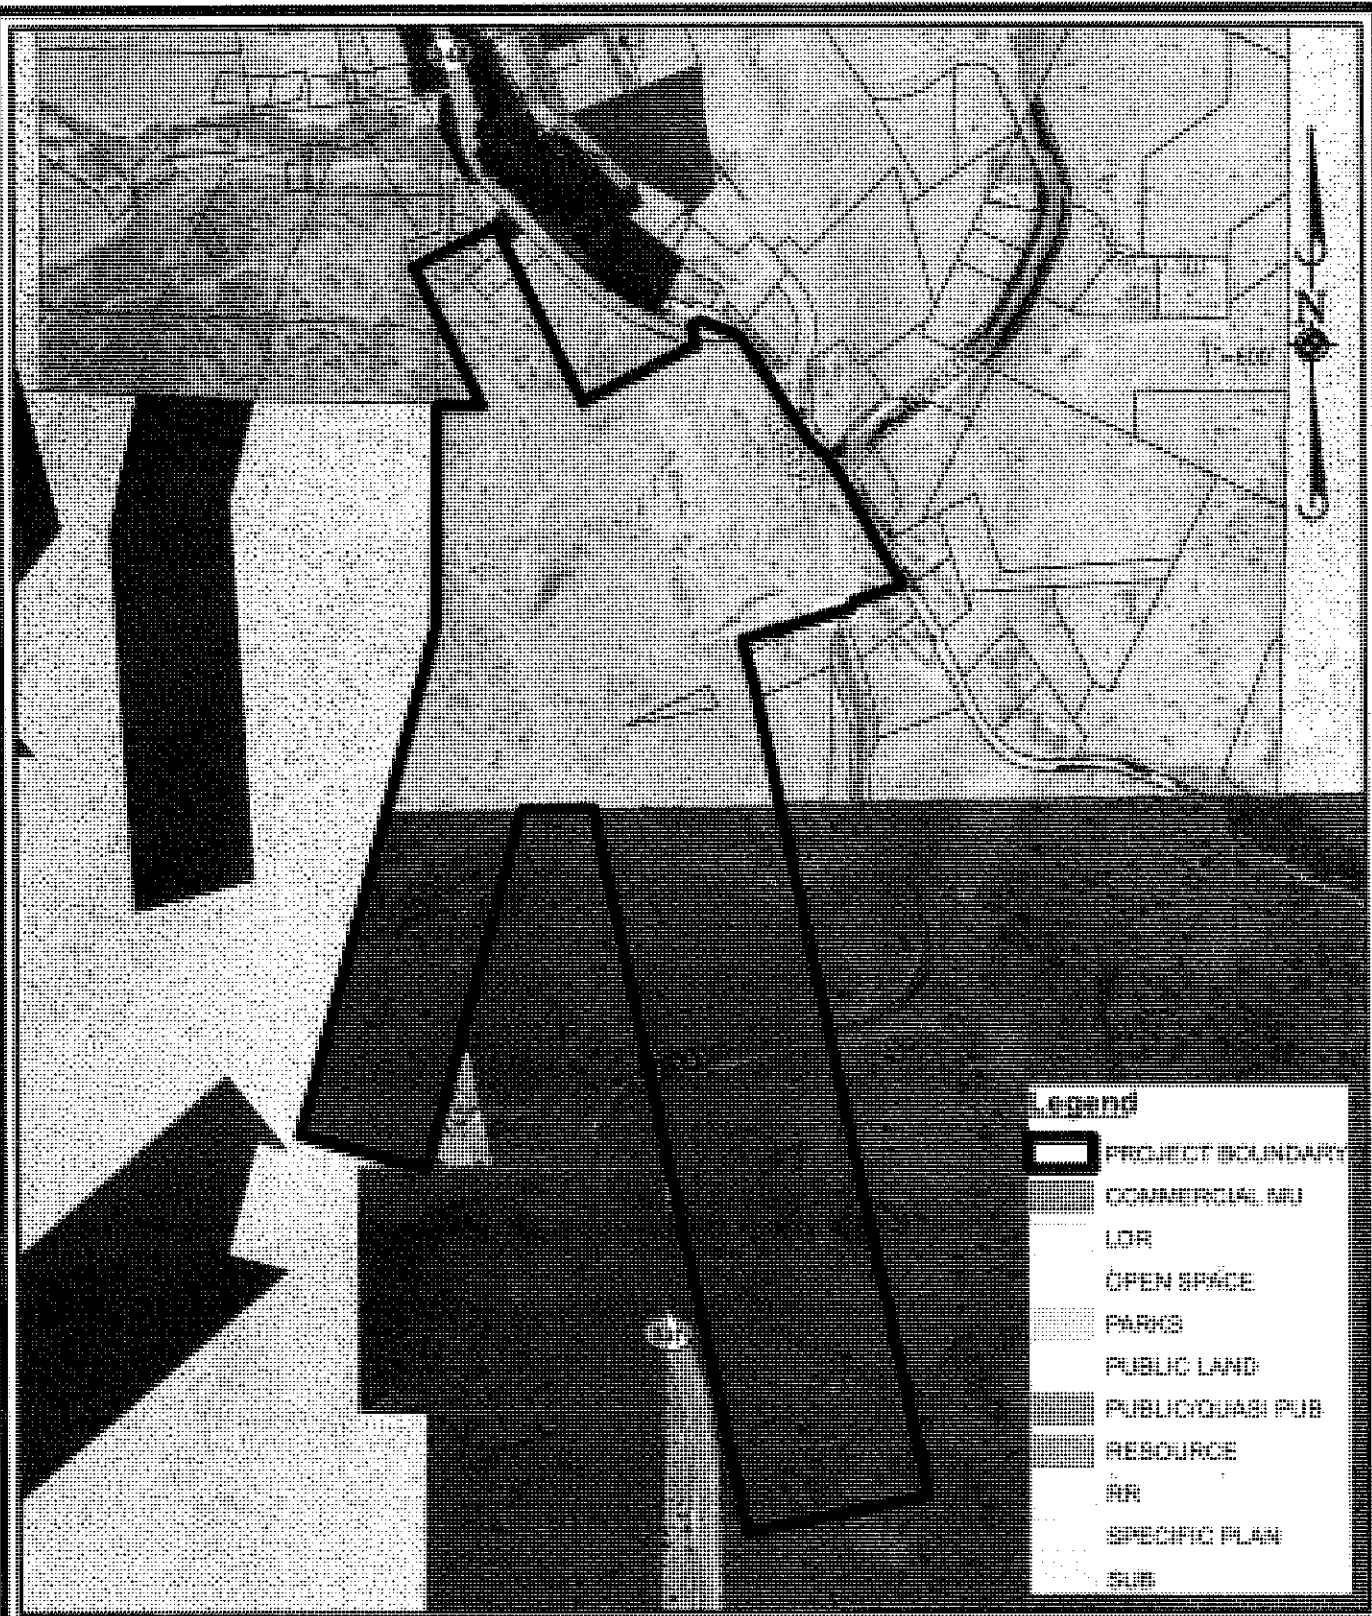 N
Legend
PROJECT BOUNDARY
COMMERCIAL MU
LDR
OPEN SPACE
PARKS
PUBLIC LAND
PUBLIC/QUASI PUB
RESOURCE
RR
SPECIFIC PLAN
SUB